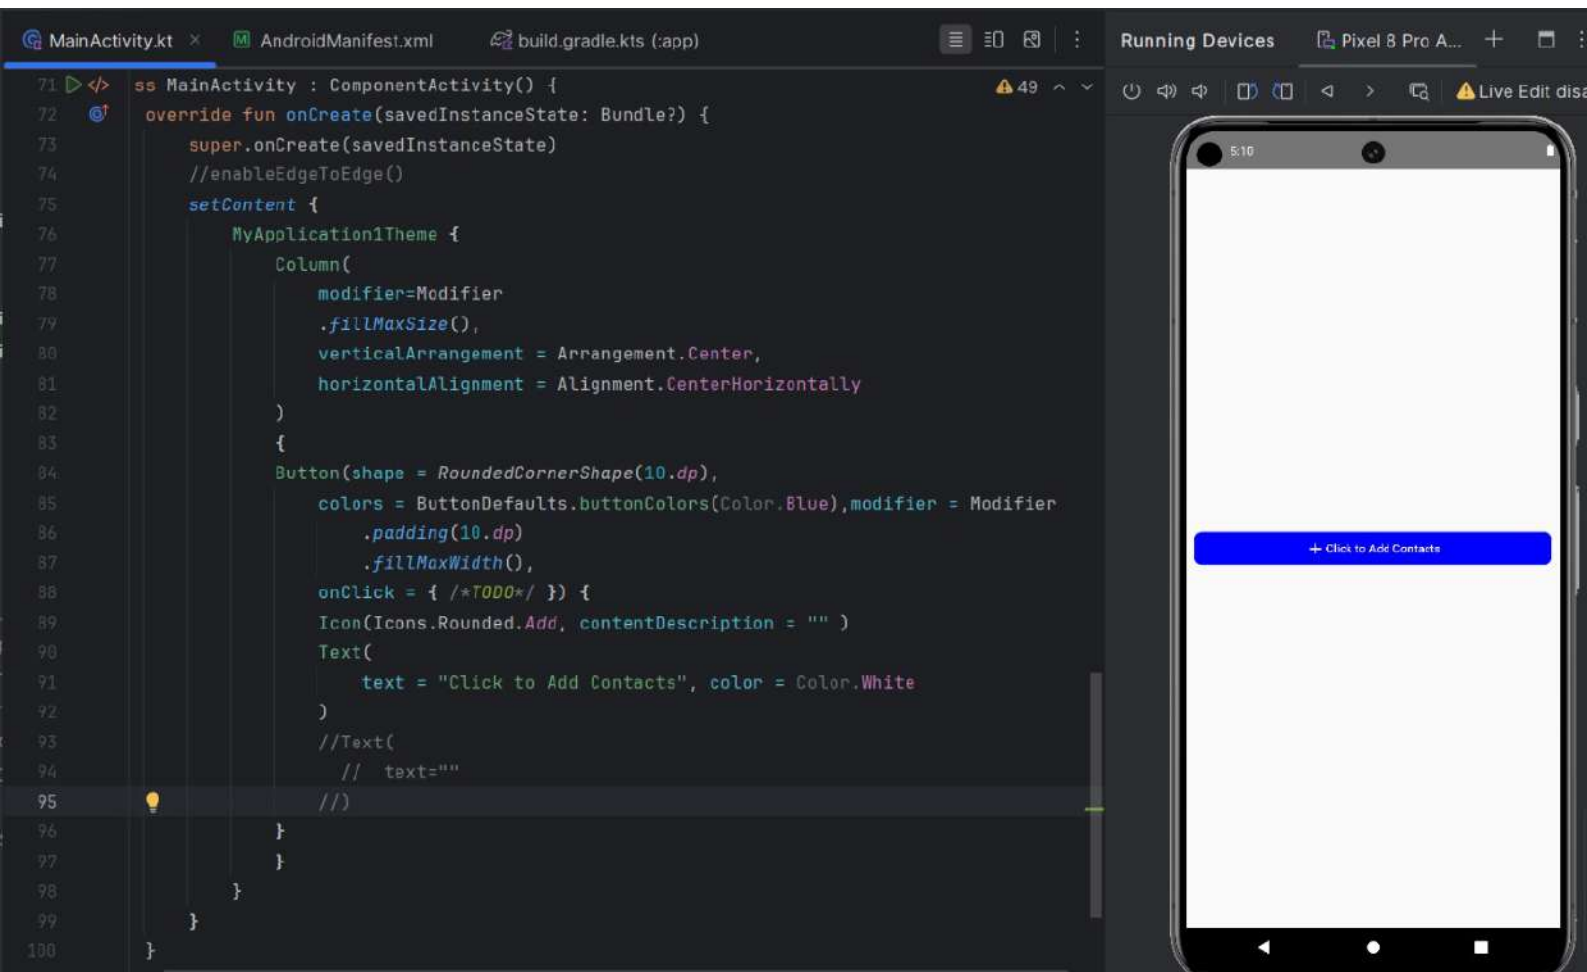 MainActivity.kt × AndroidManifest.xml build.gradle.kts (:app)
Running Devices Pixel 8 Pro A...
49
Live Edit disa
71 ss MainActivity : ComponentActivity() {
72 override fun onCreate(savedInstanceState: Bundle?) {
73 super.onCreate(savedInstanceState)
74 //enableEdgeToEdge()
75 setContent {
76 MyApplication1Theme {
77 Column(
78 modifier=Modifier
79 .fillMaxSize(),
80 verticalArrangement = Arrangement.Center,
81 horizontalAlignment = Alignment.CenterHorizontally
82 )
83 {
84 Button(shape = RoundedCornerShape(10.dp),
85 colors = ButtonDefaults.buttonColors(Color.Blue),modifier = Modifier
86 .padding(10.dp)
87 .fillMaxWidth(),
88 onClick = { /*TODO*/ }) {
89 Icon(Icons.Rounded.Add, contentDescription = "" )
90 Text(
91 text = "Click to Add Contacts", color = Color.White
92 )
93 //Text(
94 // text=""
95 //)
96 }
97 }
98 }
99 }
100 }
5:10
+ Click to Add Contacts